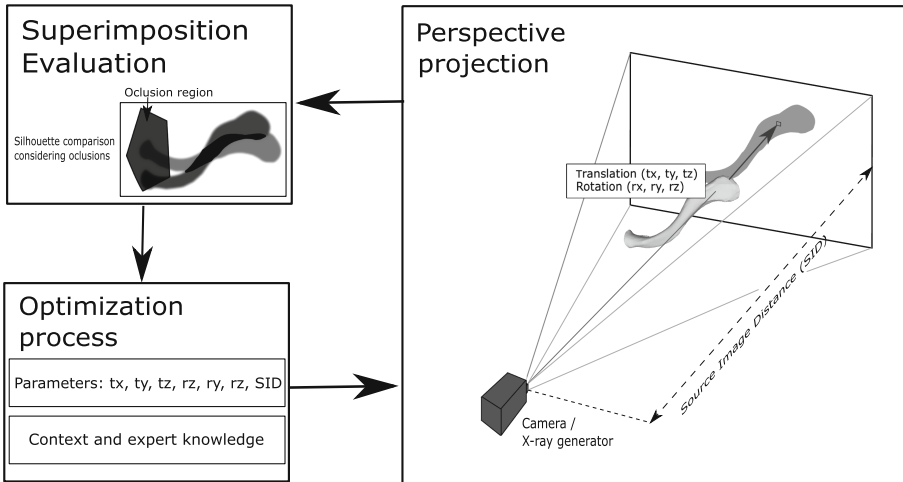 Superimposition
Evaluation
Oclusion region
Silhouette comparison
considering oclusions
Optimization
process
Parameters: tx, ty, tz, rz, ry, rz, SID
Context and expert knowledge
Perspective
projection
Translation (tx, ty, tz)
Rotation (rx, ry, rz)
Source Image Distance (SID)
Camera /
X-ray generator